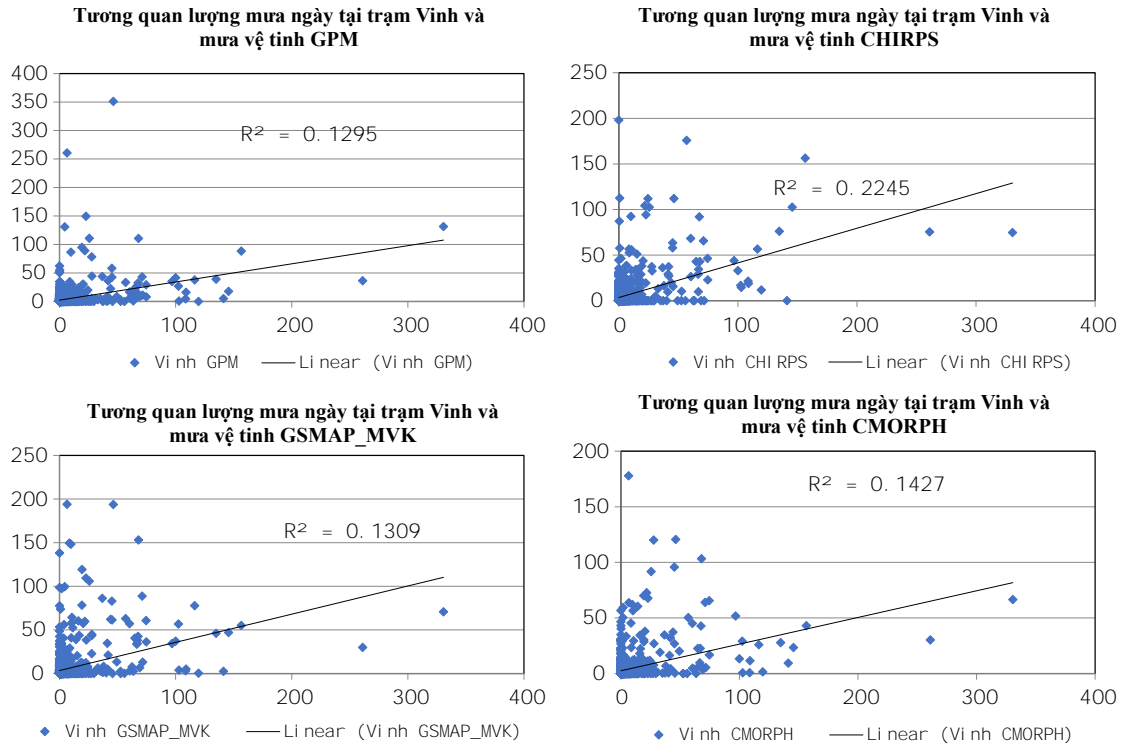 Tương quan lượng mưa ngày tại trạm Vinh và
mưa vệ tinh GPM
400
350
300
250
200
150
100
50
0
R² = 0.1295
0 100 200 300 400
Vinh GPM Linear (Vinh GPM)
Tương quan lượng mưa ngày tại trạm Vinh và
mưa vệ tinh CHIRPS
250
200
150
100
50
0
R² = 0.2245
0 100 200 300 400
Vinh CHIRPS Linear (Vinh CHIRPS)
Tương quan lượng mưa ngày tại trạm Vinh và
mưa vệ tinh GSMAP_MVK
250
200
150
100
50
0
R² = 0.1309
0 100 200 300 400
Vinh GSMAP_MVK Linear (Vinh GSMAP_MVK)
Tương quan lượng mưa ngày tại trạm Vinh và
mưa vệ tinh CMORPH
200
150
100
50
0
R² = 0.1427
0 100 200 300 400
Vinh CMORPH Linear (Vinh CMORPH)